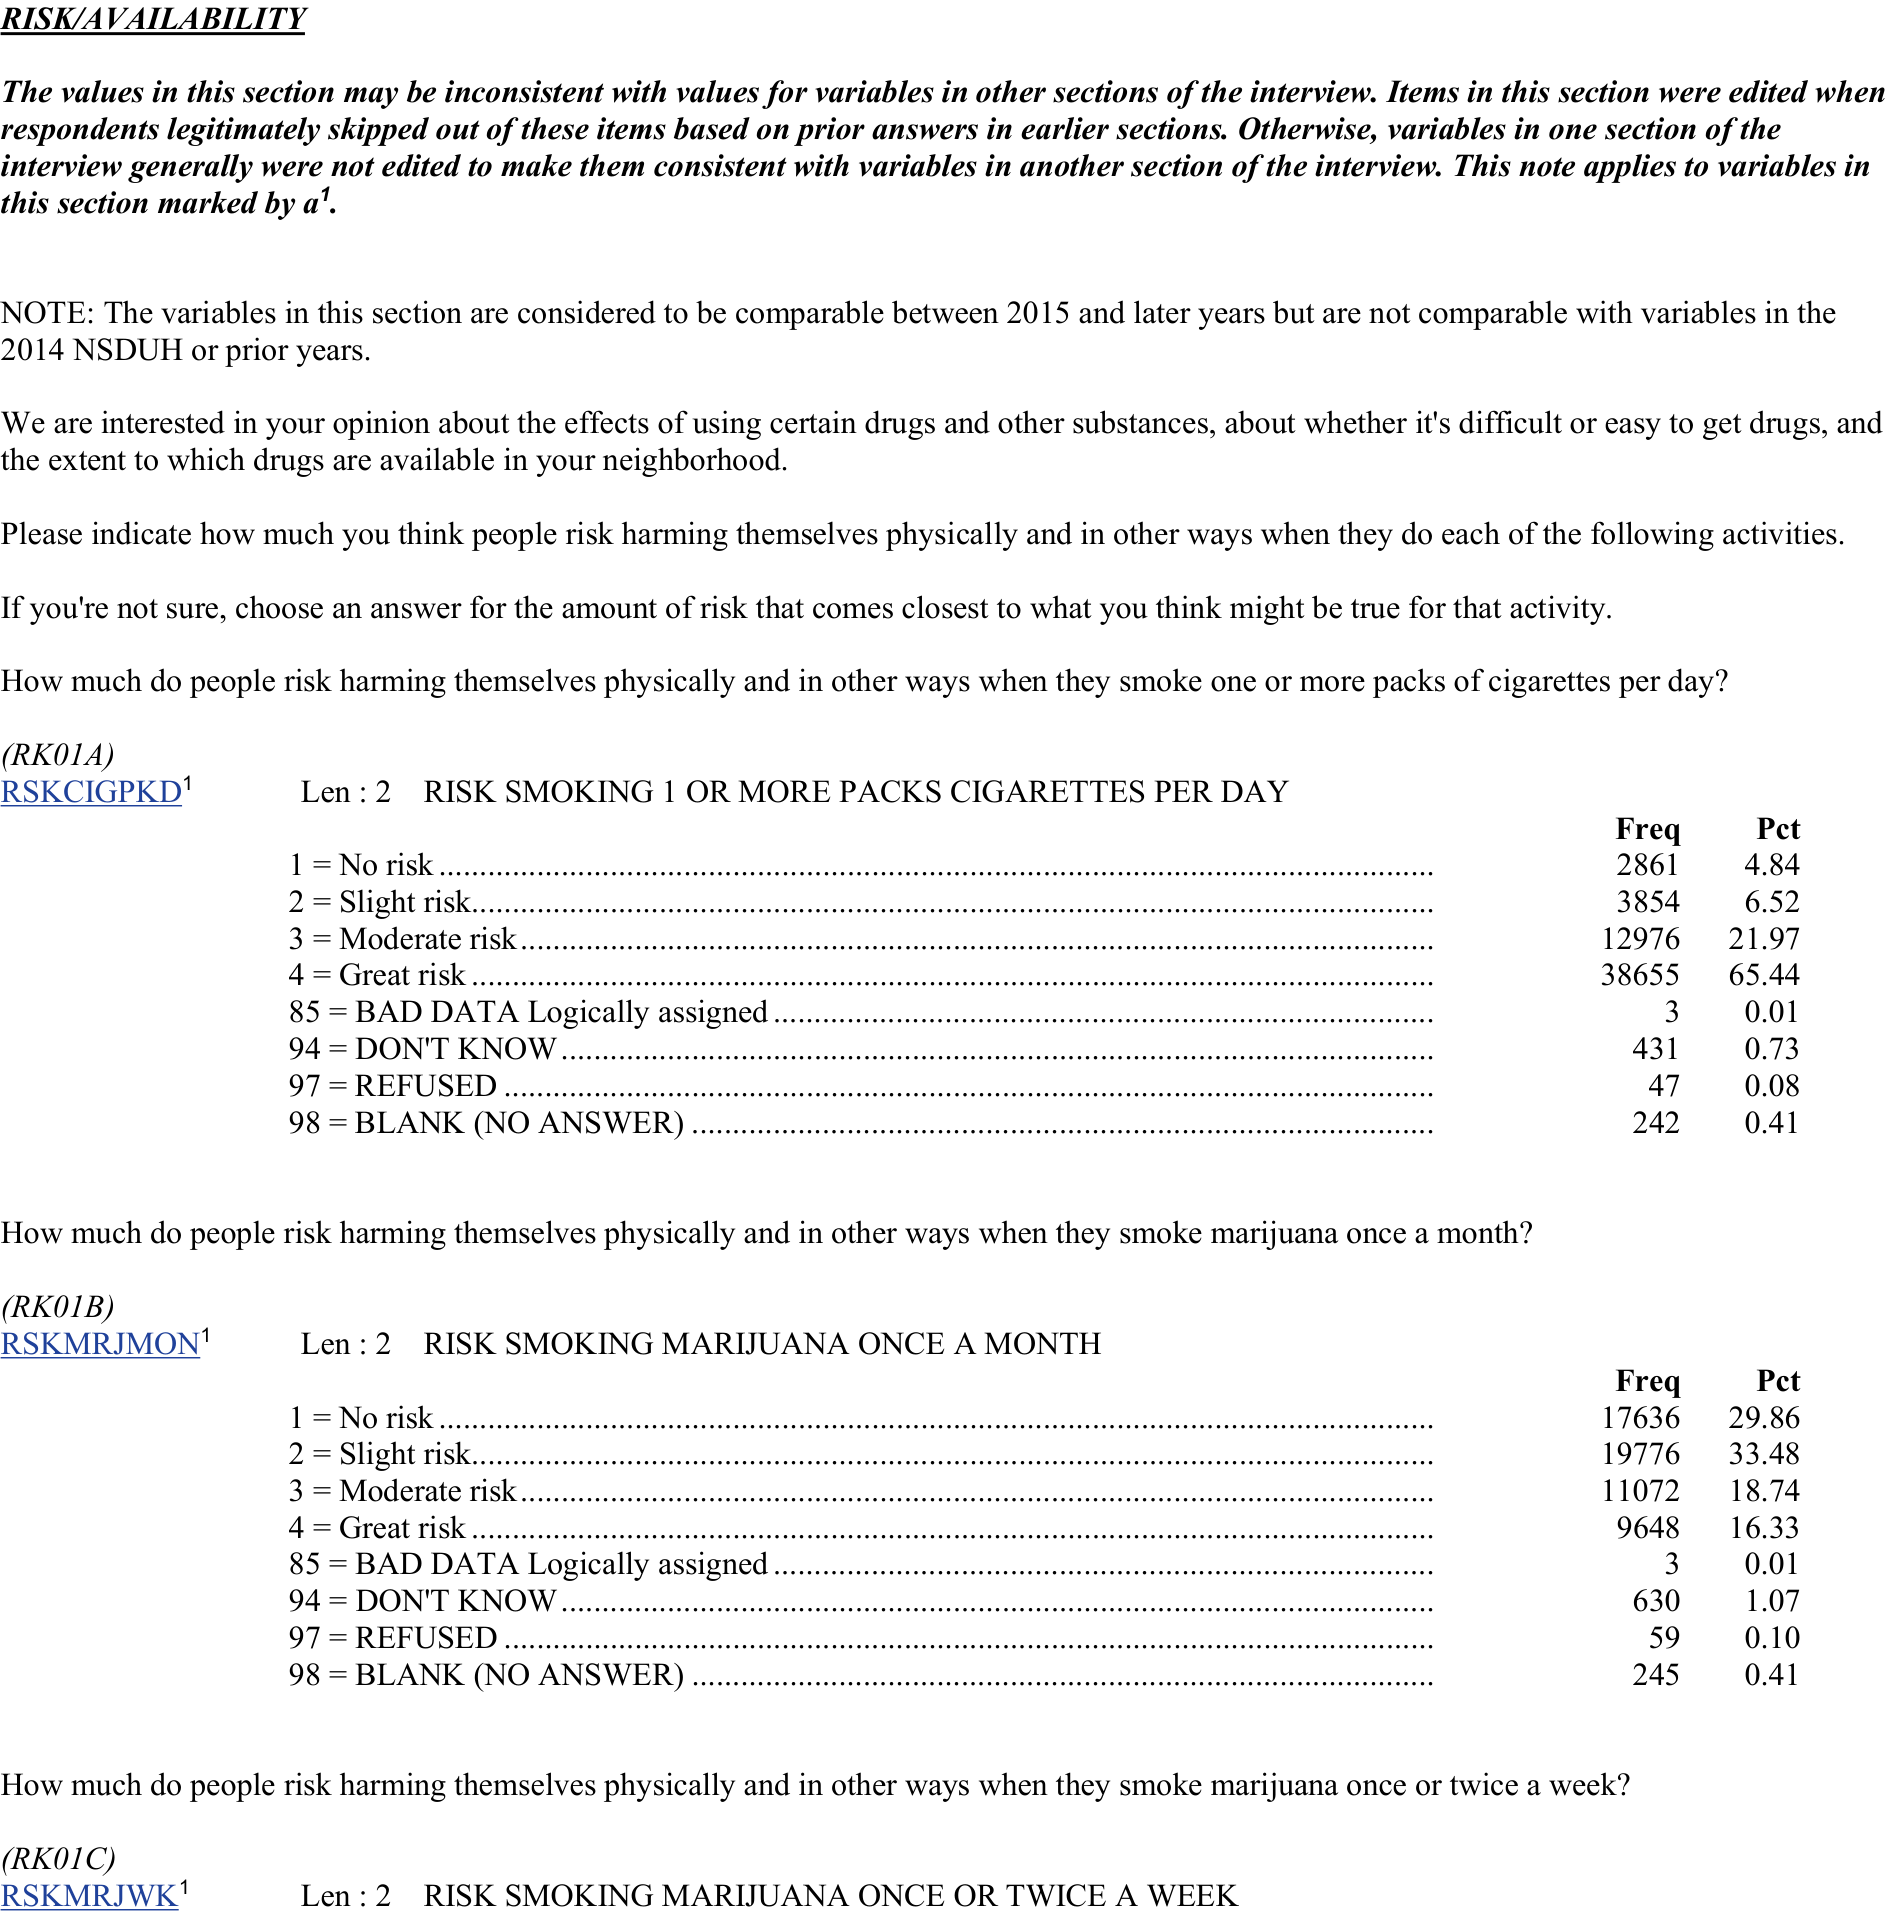 RISK/AVAILABILITY
The values in this section may be inconsistent with values for variables in other sections of the interview. Items in this section were edited when
respondents legitimately skipped out of these items based on prior answers in earlier sections. Otherwise, variables in one section of the
interview generally were not edited to make them consistent with variables in another section of the interview. This note applies to variables in
this section marked by a¹.
NOTE: The variables in this section are considered to be comparable between 2015 and later years but are not comparable with variables in the
2014 NSDUH or prior years.
We are interested in your opinion about the effects of using certain drugs and other substances, about whether it's difficult or easy to get drugs, and
the extent to which drugs are available in your neighborhood.
Please indicate how much you think people risk harming themselves physically and in other ways when they do each of the following activities.
If you're not sure, choose an answer for the amount of risk that comes closest to what you think might be true for that activity.
How much do people risk harming themselves physically and in other ways when they smoke one or more packs of cigarettes per day?
(RK01A)
RSKCIGPKD¹ Len : 2 RISK SMOKING 1 OR MORE PACKS CIGARETTES PER DAY
Freq Pct
1 = No risk ........ 2861 4.84
2 = Slight risk........ 3854 6.52
3 = Moderate risk ........ 12976 21.97
4 = Great risk ........ 38655 65.44
85 = BAD DATA Logically assigned ........ 3 0.01
94 = DON'T KNOW ........ 431 0.73
97 = REFUSED ........ 47 0.08
98 = BLANK (NO ANSWER) ........ 242 0.41
How much do people risk harming themselves physically and in other ways when they smoke marijuana once a month?
(RK01B)
RSKMRJMON¹ Len : 2 RISK SMOKING MARIJUANA ONCE A MONTH
Freq Pct
1 = No risk ........ 17636 29.86
2 = Slight risk........ 19776 33.48
3 = Moderate risk ........ 11072 18.74
4 = Great risk ........ 9648 16.33
85 = BAD DATA Logically assigned ........ 3 0.01
94 = DON'T KNOW ........ 630 1.07
97 = REFUSED ........ 59 0.10
98 = BLANK (NO ANSWER) ........ 245 0.41
How much do people risk harming themselves physically and in other ways when they smoke marijuana once or twice a week?
(RK01C)
RSKMRJWK¹ Len : 2 RISK SMOKING MARIJUANA ONCE OR TWICE A WEEK